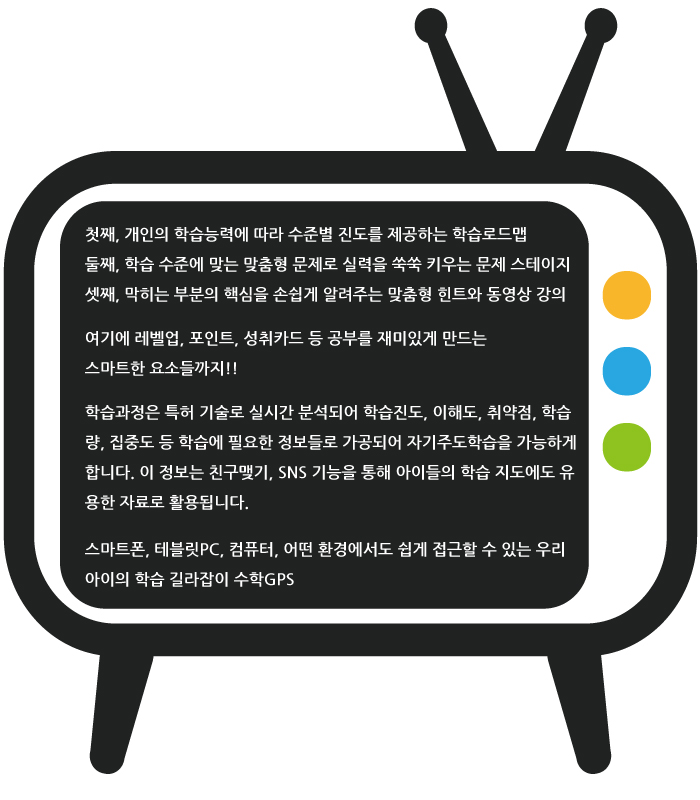 첫째, 개인의 학습능력에 따라 수준별 진도를 제공하는 학습로드맵
둘째, 학습 수준에 맞는 맞춤형 문제로 실력을 쑥쑥 키우는 문제 스테이지
셋째, 막히는 부분의 핵심을 손쉽게 알려주는 맞춤형 힌트와 동영상 강의
여기에 레벨업, 포인트, 성취카드 등 공부를 재미있게 만드는
스마트한 요소들까지!!
학습과정은 특허 기술로 실시간 분석되어 학습진도, 이해도, 취약점, 학습
량, 집중도 등 학습에 필요한 정보들로 가공되어 자기주도학습을 가능하게
합니다. 이 정보는 친구맺기, SNS 기능을 통해 아이들의 학습 지도에도 유
용한 자료로 활용됩니다.
스마트폰, 테블릿PC, 컴퓨터, 어떤 환경에서도 쉽게 접근할 수 있는 우리
아이의 학습 길라잡이 수학GPS